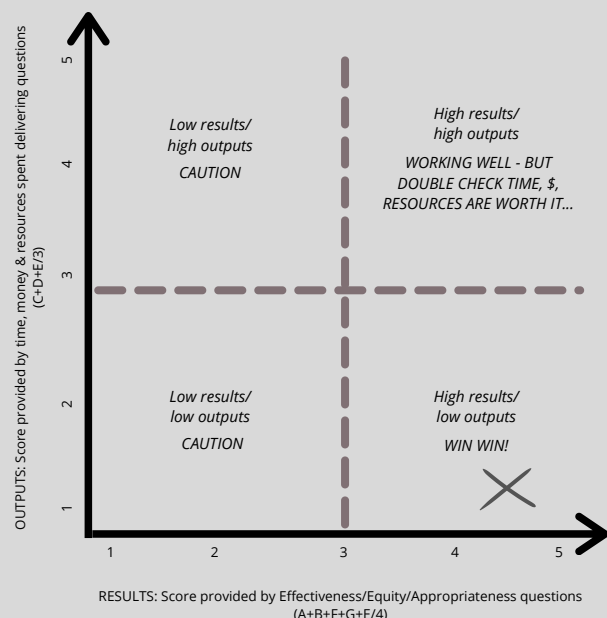 OUTPUTS: Score provided by time, money & resources spent delivering questions
(C+D+E/3)
5
4
3
2
1
Low results/
high outputs
CAUTION
High results/
high outputs
WORKING WELL - BUT
DOUBLE CHECK TIME, $,
RESOURCES ARE WORTH IT...
Low results/
low outputs
CAUTION
High results/
low outputs
WIN WIN!
1
2
3
4
5
RESULTS: Score provided by Effectiveness/Equity/Appropriateness questions
(A+B+F+G+E/4)